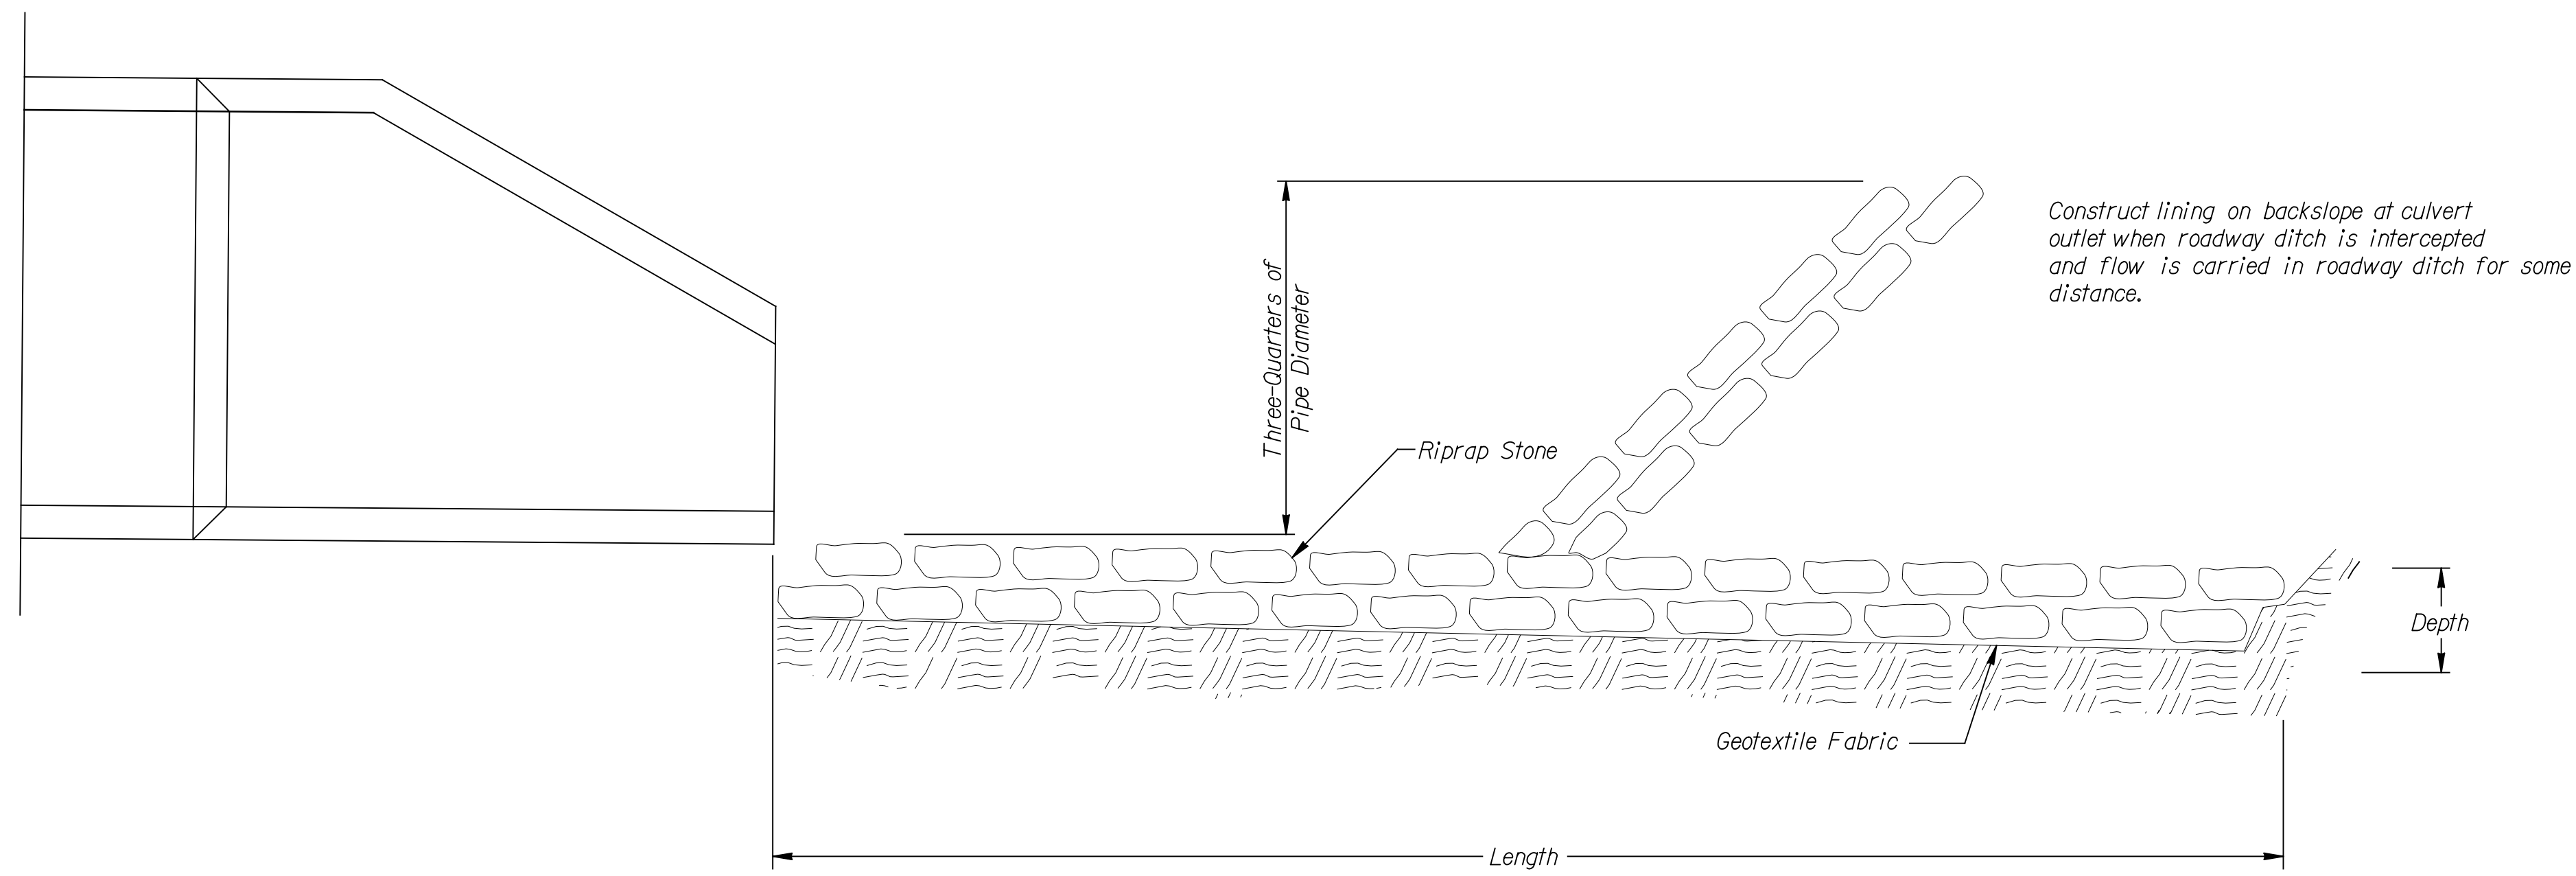 Construct lining on backslope at culvert
outlet when roadway ditch is intercepted
and flow is carried in roadway ditch for some
distance.
Three-Quarters of
Pipe Diameter
Riprap Stone
Depth
Geotextile Fabric
Length